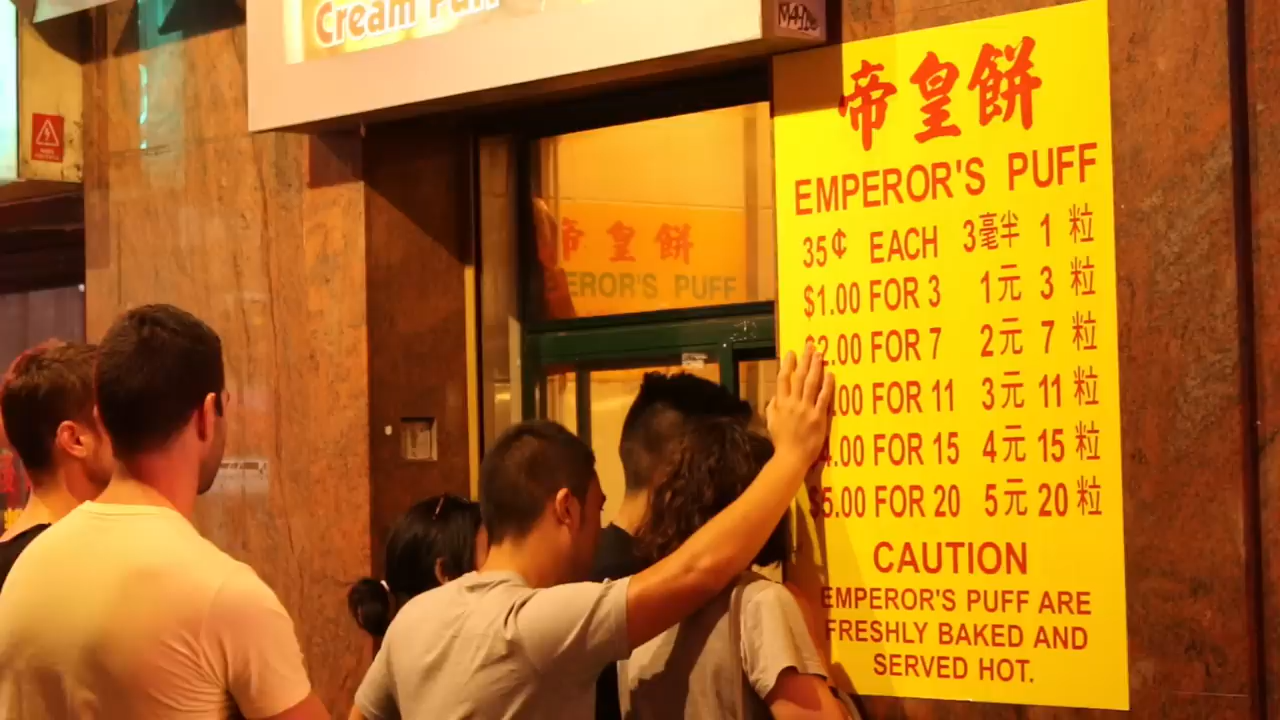 Cream Puff
帝皇餅
EMPEROR'S PUFF
35¢ EACH 3毫半 1 粒
$1.00 FOR 3 1元 3 粒
$2.00 FOR 7 2元 7 粒
.00 FOR 11 3元 11 粒
4.00 FOR 15 4元 15 粒
$5.00 FOR 20 5元 20 粒
CAUTION
EMPEROR'S PUFF ARE
FRESHLY BAKED AND
SERVED HOT.
帝皇餅
EROR'S PUFF